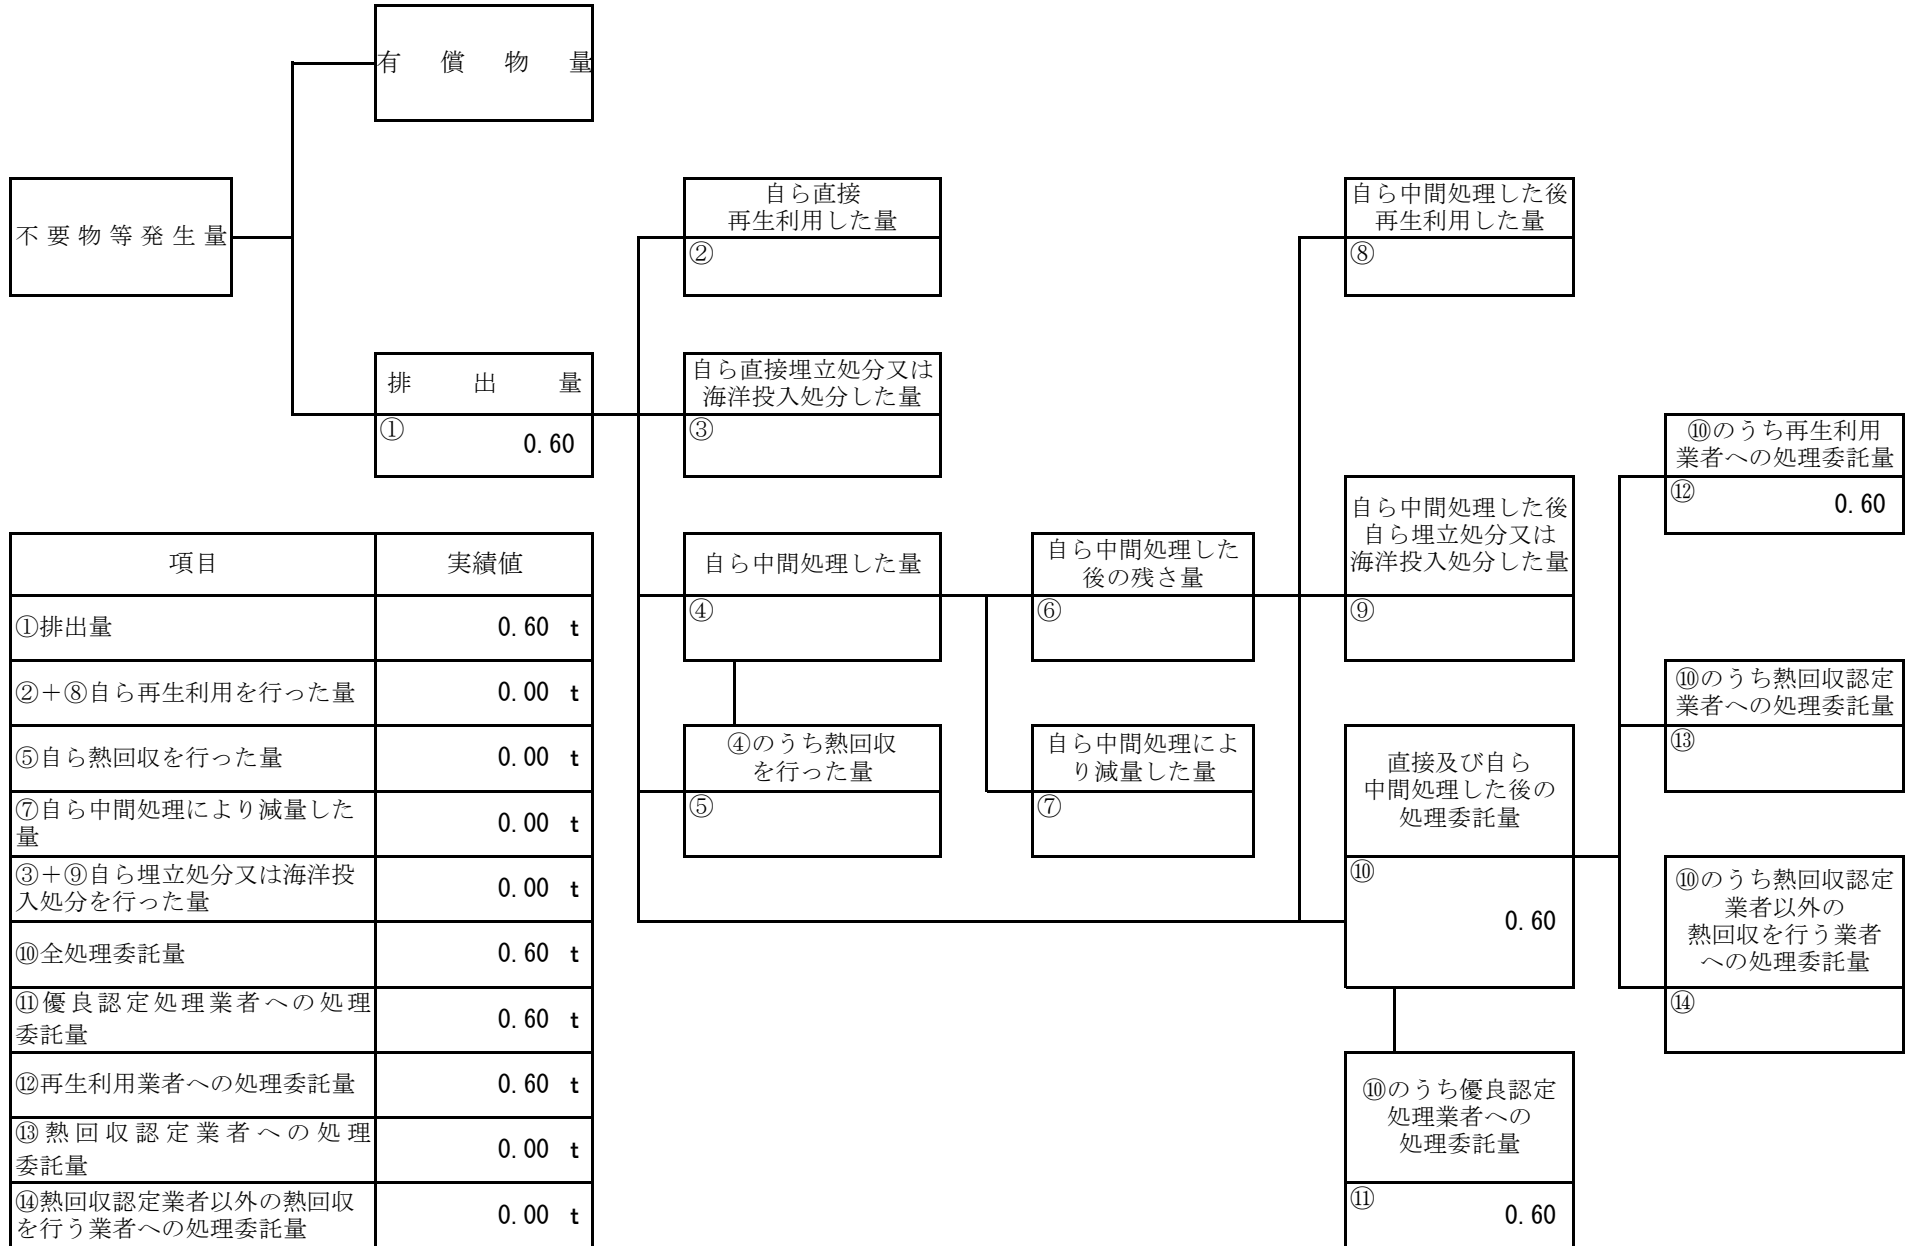 有償物量
不要物等発生量
排出量
① 0.60
自ら直接
再生利用した量
②
自ら直接埋立処分又は
海洋投入処分した量
③
自ら中間処理した量
④
④のうち熱回収
を行った量
⑤
自ら中間処理した
後の残さ量
⑥
自ら中間処理によ
り減量した量
⑦
自ら中間処理した後
再生利用した量
⑧
自ら中間処理した後
自ら埋立処分又は
海洋投入処分した量
⑨
直接及び自ら
中間処理した後の
処理委託量
⑩
0.60
⑩のうち優良認定
処理業者への
処理委託量
⑪
0.60
⑩のうち再生利用
業者への処理委託量
⑫ 0.60
⑩のうち熱回収認定
業者への処理委託量
⑬
⑩のうち熱回収認定
業者以外の
熱回収を行う業者
への処理委託量
⑭
項目 実績値
①排出量 0.60 t
②+⑧自ら再生利用を行った量 0.00 t
⑤自ら熱回収を行った量 0.00 t
⑦自ら中間処理により減量した
量 0.00 t
③+⑨自ら埋立処分又は海洋投
入処分を行った量 0.00 t
⑩全処理委託量 0.60 t
⑪優良認定処理業者への処理
委託量 0.60 t
⑫再生利用業者への処理委託量 0.60 t
⑬熱回収認定業者への処理
委託量 0.00 t
⑭熱回収認定業者以外の熱回収
を行う業者への処理委託量 0.00 t